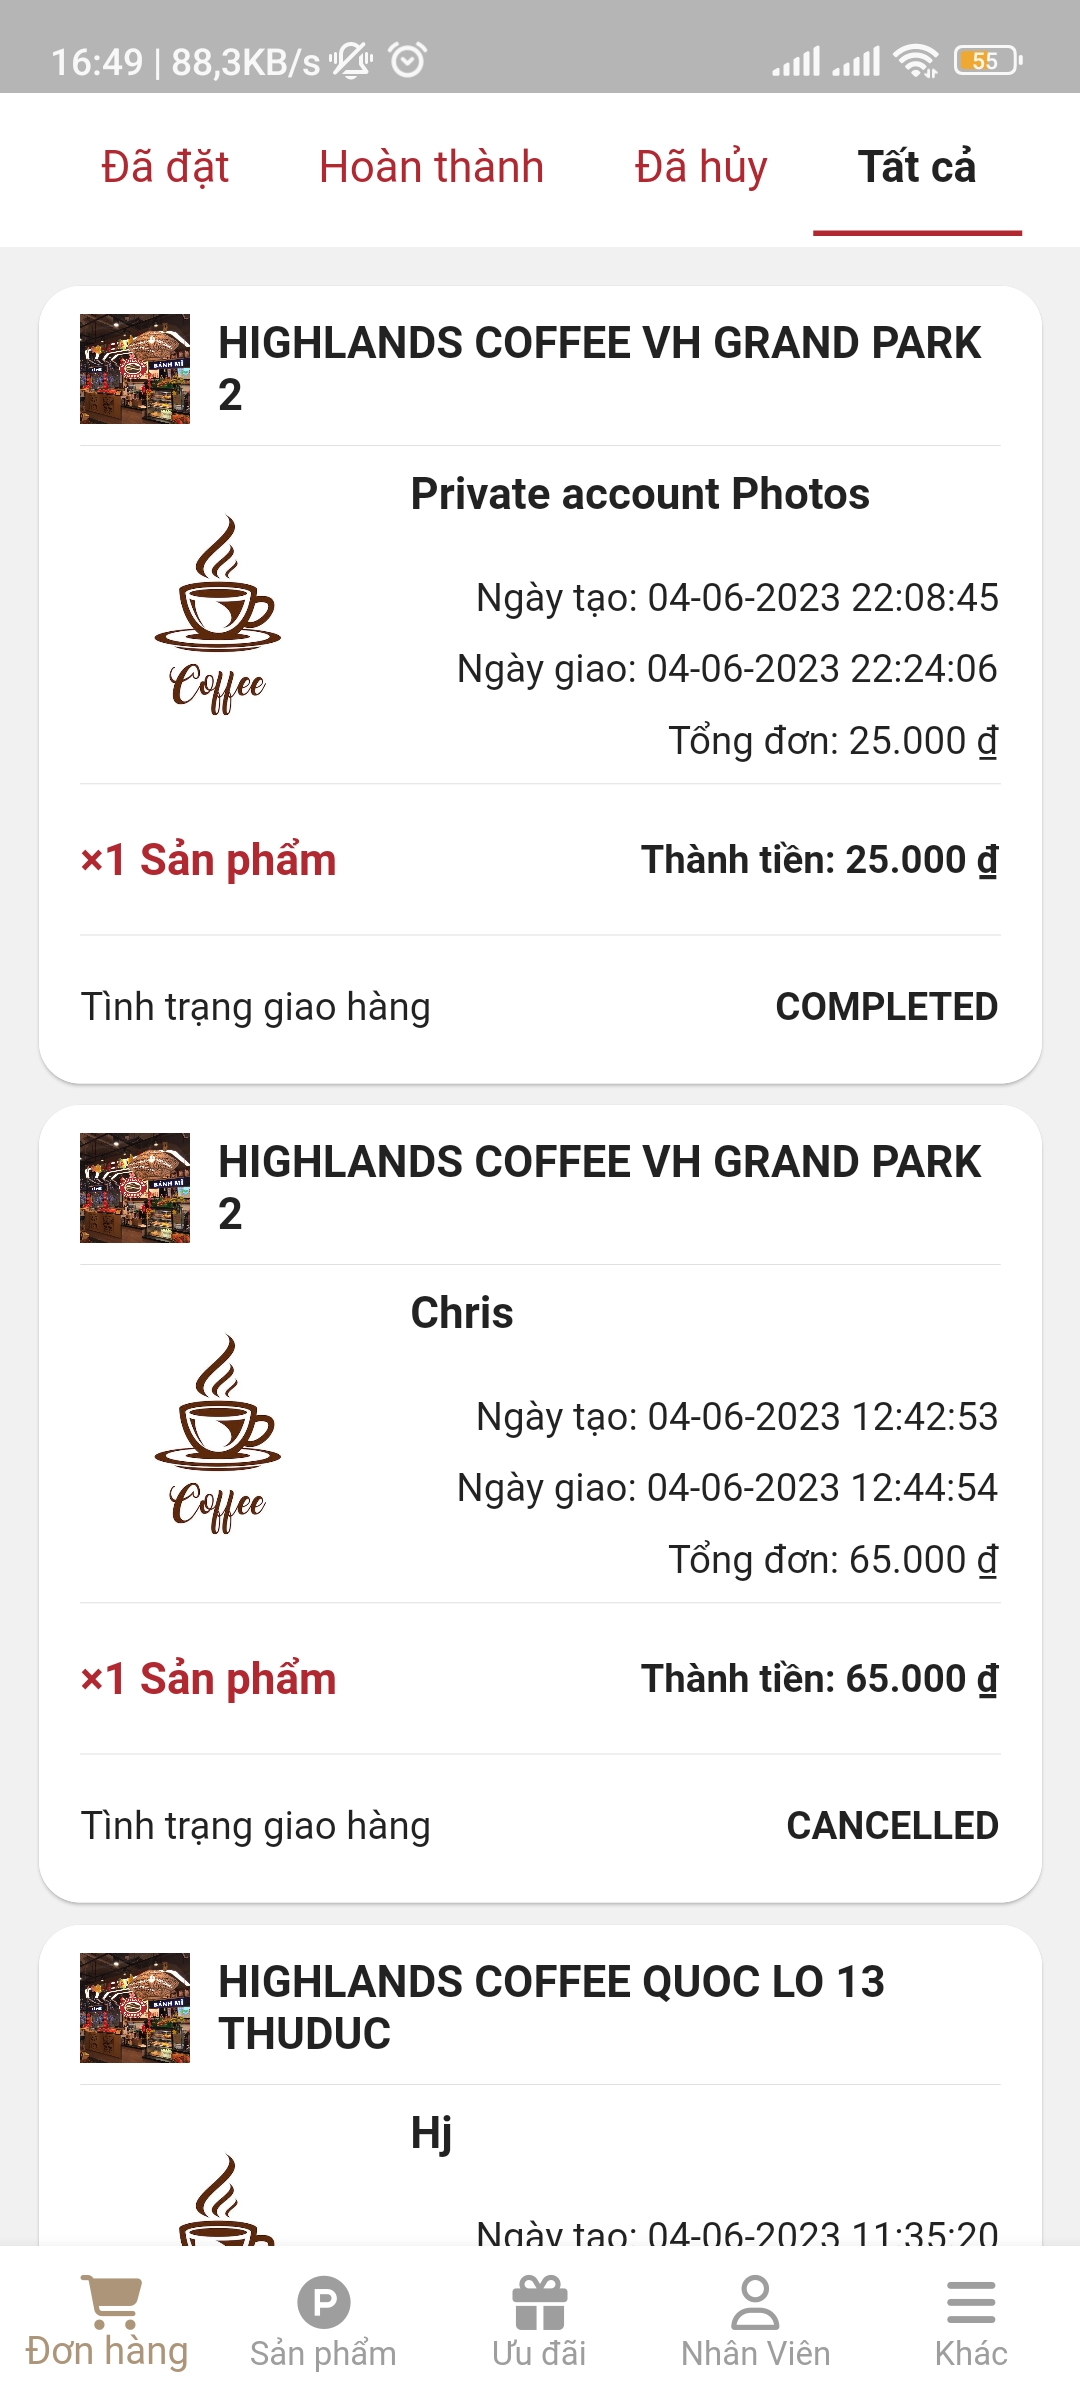 16:49 | 88,3KB/s
55
Đã đặt
Hoàn thành
Đã hủy
Tất cả
BÁNH MÌ
HIGHLANDS COFFEE VH GRAND PARK
2
Private account Photos
Coffee
Ngày tạo: 04-06-2023 22:08:45
Ngày giao: 04-06-2023 22:24:06
Tổng đơn: 25.000 ₫
×1 Sản phẩm
Thành tiền: 25.000 ₫
Tình trạng giao hàng
COMPLETED
BÁNH MÌ
HIGHLANDS COFFEE VH GRAND PARK
2
Chris
Coffee
Ngày tạo: 04-06-2023 12:42:53
Ngày giao: 04-06-2023 12:44:54
Tổng đơn: 65.000 ₫
×1 Sản phẩm
Thành tiền: 65.000 ₫
Tình trạng giao hàng
CANCELLED
BÁNH MÌ
HIGHLANDS COFFEE QUOC LO 13
THUDUC
Hj
Ngày tạo: 04-06-2023 11:35:20
Đơn hàng
P
Sản phẩm
Ưu đãi
Nhân Viên
Khác